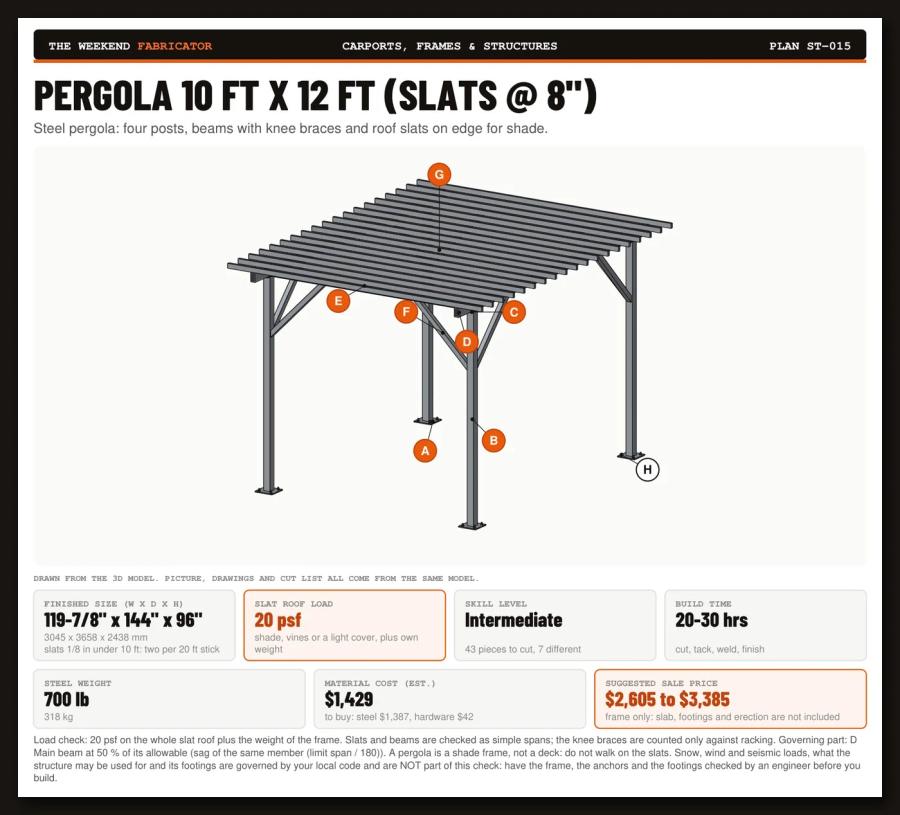 THE WEEKEND FABRICATOR
CARPORTS, FRAMES & STRUCTURES
PLAN ST-015
PERGOLA 10 FT X 12 FT (SLATS @ 8")
Steel pergola: four posts, beams with knee braces and roof slats on edge for shade.
G
E
F
C
D
B
A
H
DRAWN FROM THE 3D MODEL. PICTURE, DRAWINGS AND CUT LIST ALL COME FROM THE SAME MODEL.
FINISHED SIZE (W X D X H)
119-7/8" x 144" x 96"
3045 x 3658 x 2438 mm
slats 1/8 in under 10 ft: two per 20 ft stick
SLAT ROOF LOAD
20 psf
shade, vines or a light cover, plus own
weight
SKILL LEVEL
Intermediate
43 pieces to cut, 7 different
BUILD TIME
20-30 hrs
cut, tack, weld, finish
STEEL WEIGHT
700 lb
318 kg
MATERIAL COST (EST.)
$1,429
to buy: steel $1,387, hardware $42
SUGGESTED SALE PRICE
$2,605 to $3,385
frame only: slab, footings and erection are not included
Load check: 20 psf on the whole slat roof plus the weight of the frame. Slats and beams are checked as simple spans; the knee braces are counted only against racking. Governing part: D
Main beam at 50 % of its allowable (sag of the same member (limit span / 180)). A pergola is a shade frame, not a deck: do not walk on the slats. Snow, wind and seismic loads, what the
structure may be used for and its footings are governed by your local code and are NOT part of this check: have the frame, the anchors and the footings checked by an engineer before you
build.